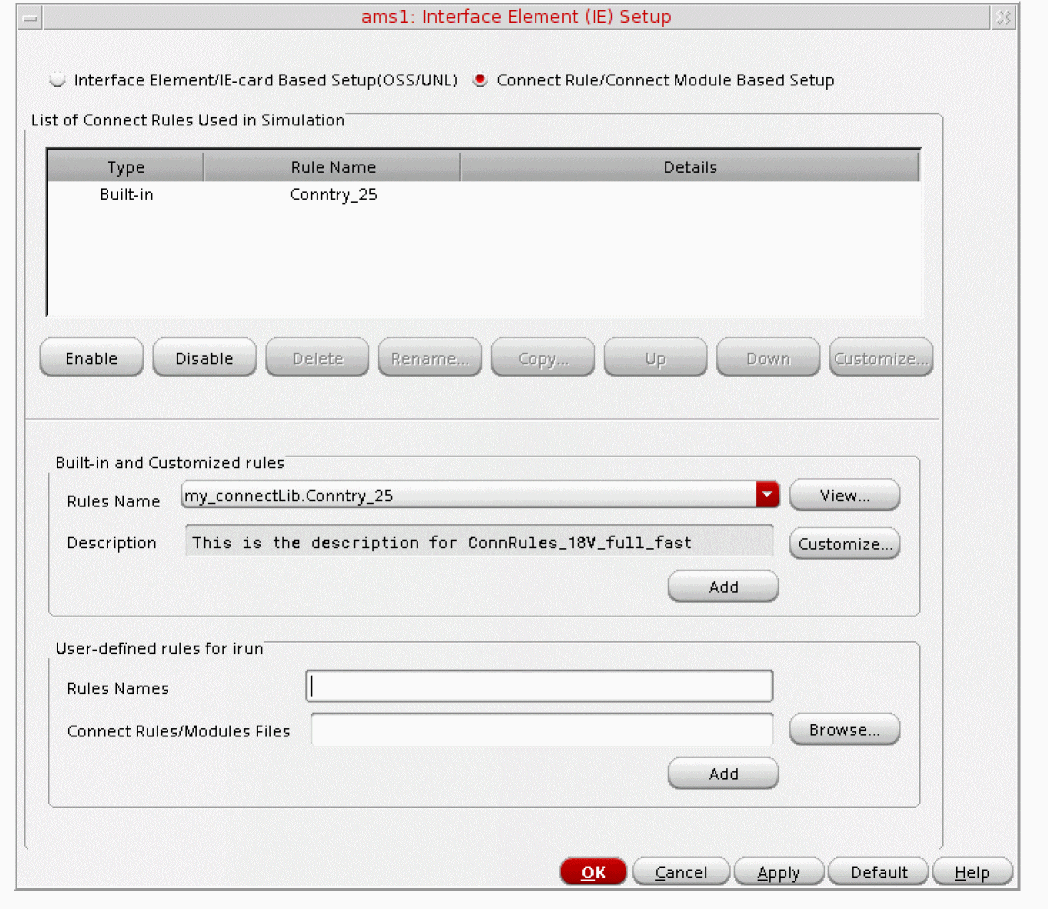 ams1: Interface Element (IE) Setup
Interface Element/IE-card Based Setup(OSS/UNL) Connect Rule/Connect Module Based Setup
List of Connect Rules Used in Simulation
Type Rule Name Details
Built-in Conntry_25
Enable Disable Delete Rename... Copy... Up Down Customize...
Built-in and Customized rules
Rules Name my_connectLib.Conntry_25 View...
Description This is the description for ConnRules_18V_full_fast Customize...
Add
User-defined rules for irun
Rules Names
Connect Rules/Modules Files Browse...
Add
OK Cancel Apply Default Help